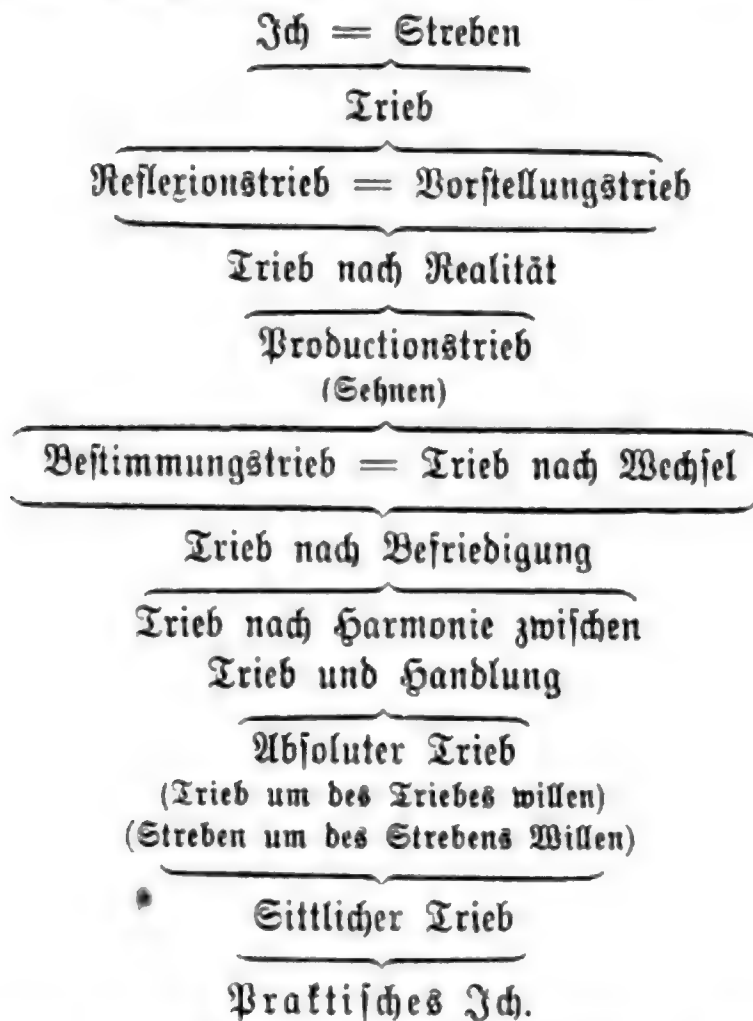 Ich = Streben
Trieb
Reflexionstrieb = Vorstellungstrieb
Trieb nach Realität
Productionstrieb
(Sehnen)
Bestimmungstrieb = Trieb nach Wechsel
Trieb nach Befriedigung
Trieb nach Harmonie zwischen
Trieb und Handlung
Absoluter Trieb
(Trieb um des Triebes willen)
(Streben um des Strebens Willen)
Sittlicher Trieb
Praktisches Ich.